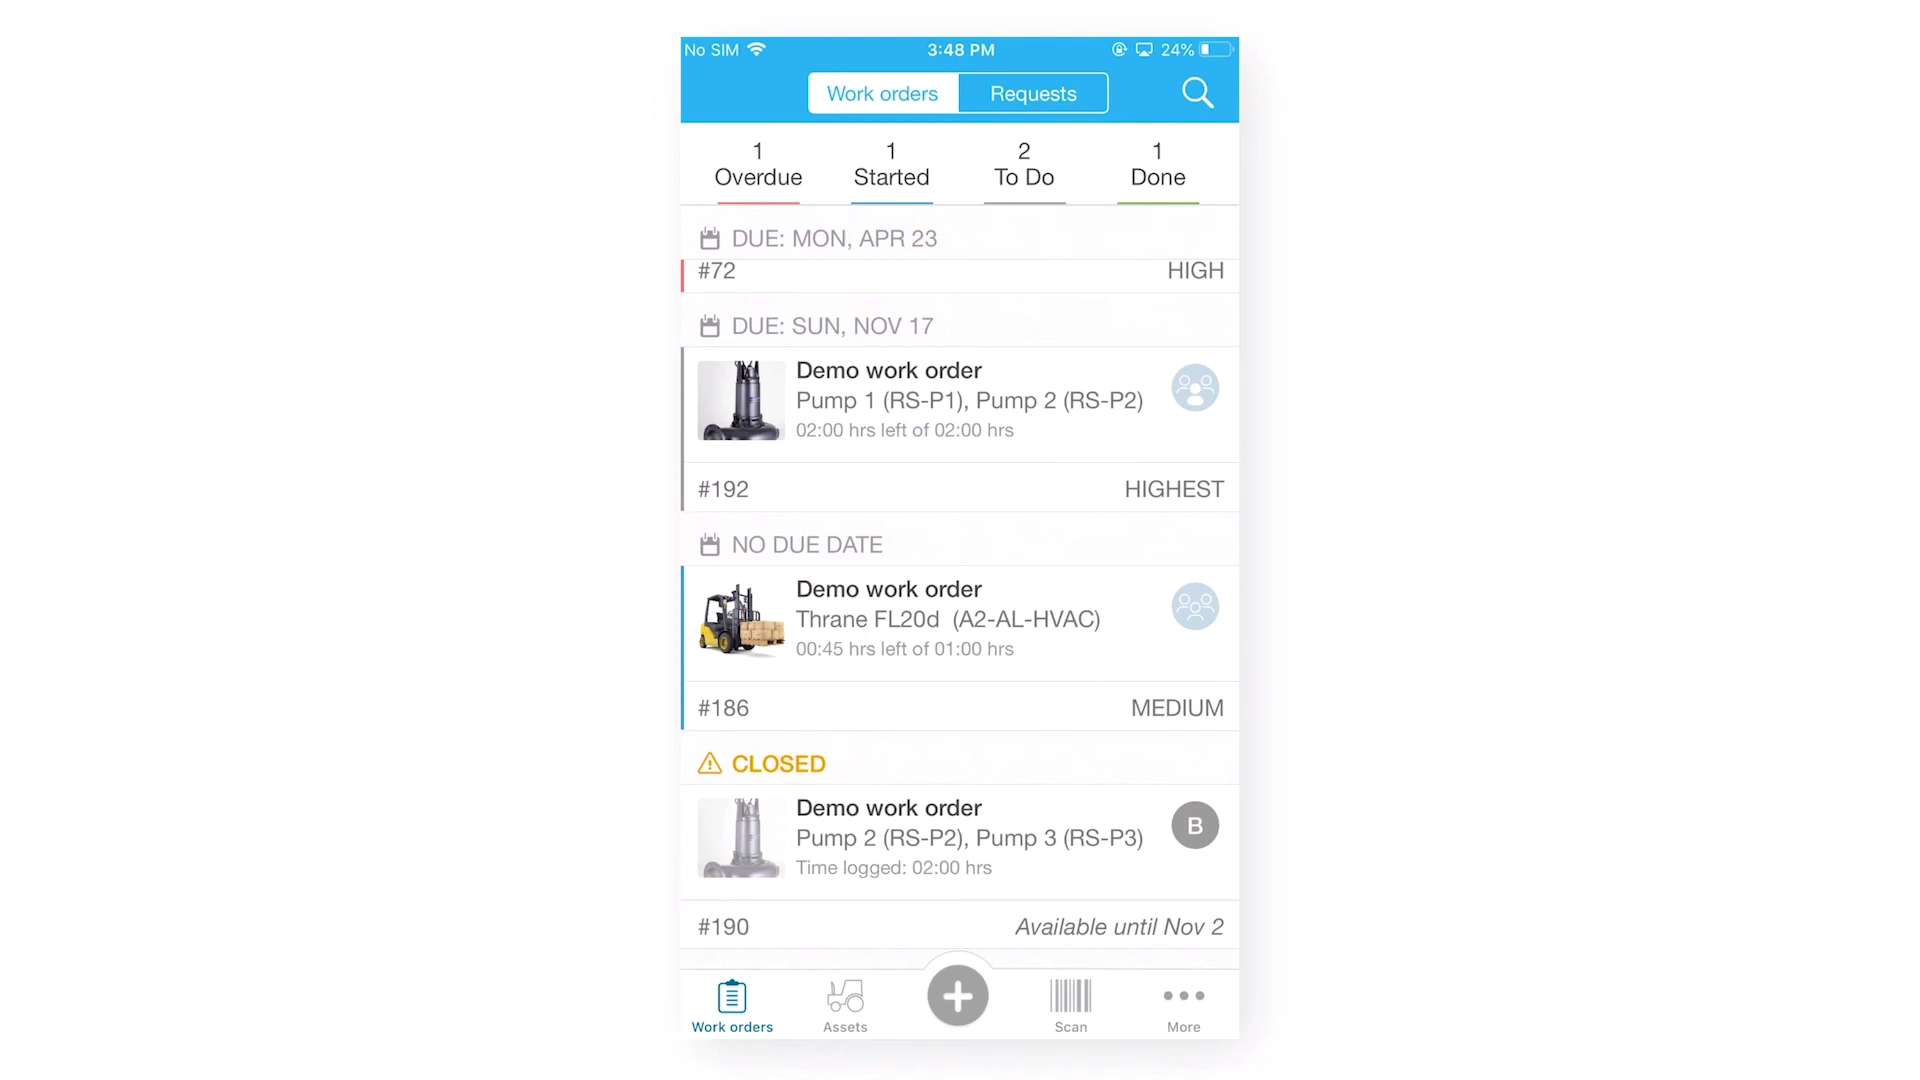 No SIM 3:48 PM 24%
Work orders Requests
1 1 2 1
Overdue Started To Do Done
DUE: MON, APR 23
#72 HIGH
DUE: SUN, NOV 17
Demo work order
Pump 1 (RS-P1), Pump 2 (RS-P2)
02:00 hrs left of 02:00 hrs
#192 HIGHEST
NO DUE DATE
Demo work order
Thrane FL20d (A2-AL-HVAC)
00:45 hrs left of 01:00 hrs
#186 MEDIUM
CLOSED
Demo work order
B
Pump 2 (RS-P2), Pump 3 (RS-P3)
Time logged: 02:00 hrs
#190 Available until Nov 2
Work orders Assets Scan More